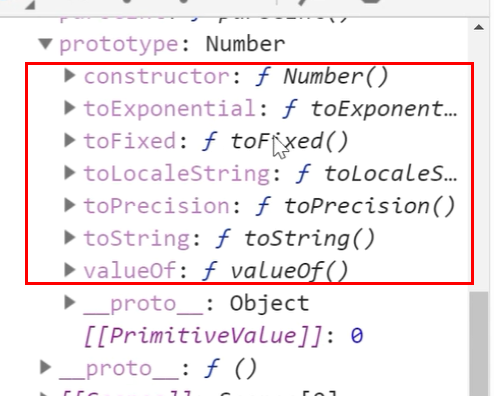 prototype: Number
constructor: ƒ Number()
toExponential: ƒ toExponent…
toFixed: ƒ toFixed()
toLocaleString: ƒ toLocaleS…
toPrecision: ƒ toPrecision()
toString: ƒ toString()
valueOf: ƒ valueOf()
__proto__: Object
[[PrimitiveValue]]: 0
__proto__: ƒ ()